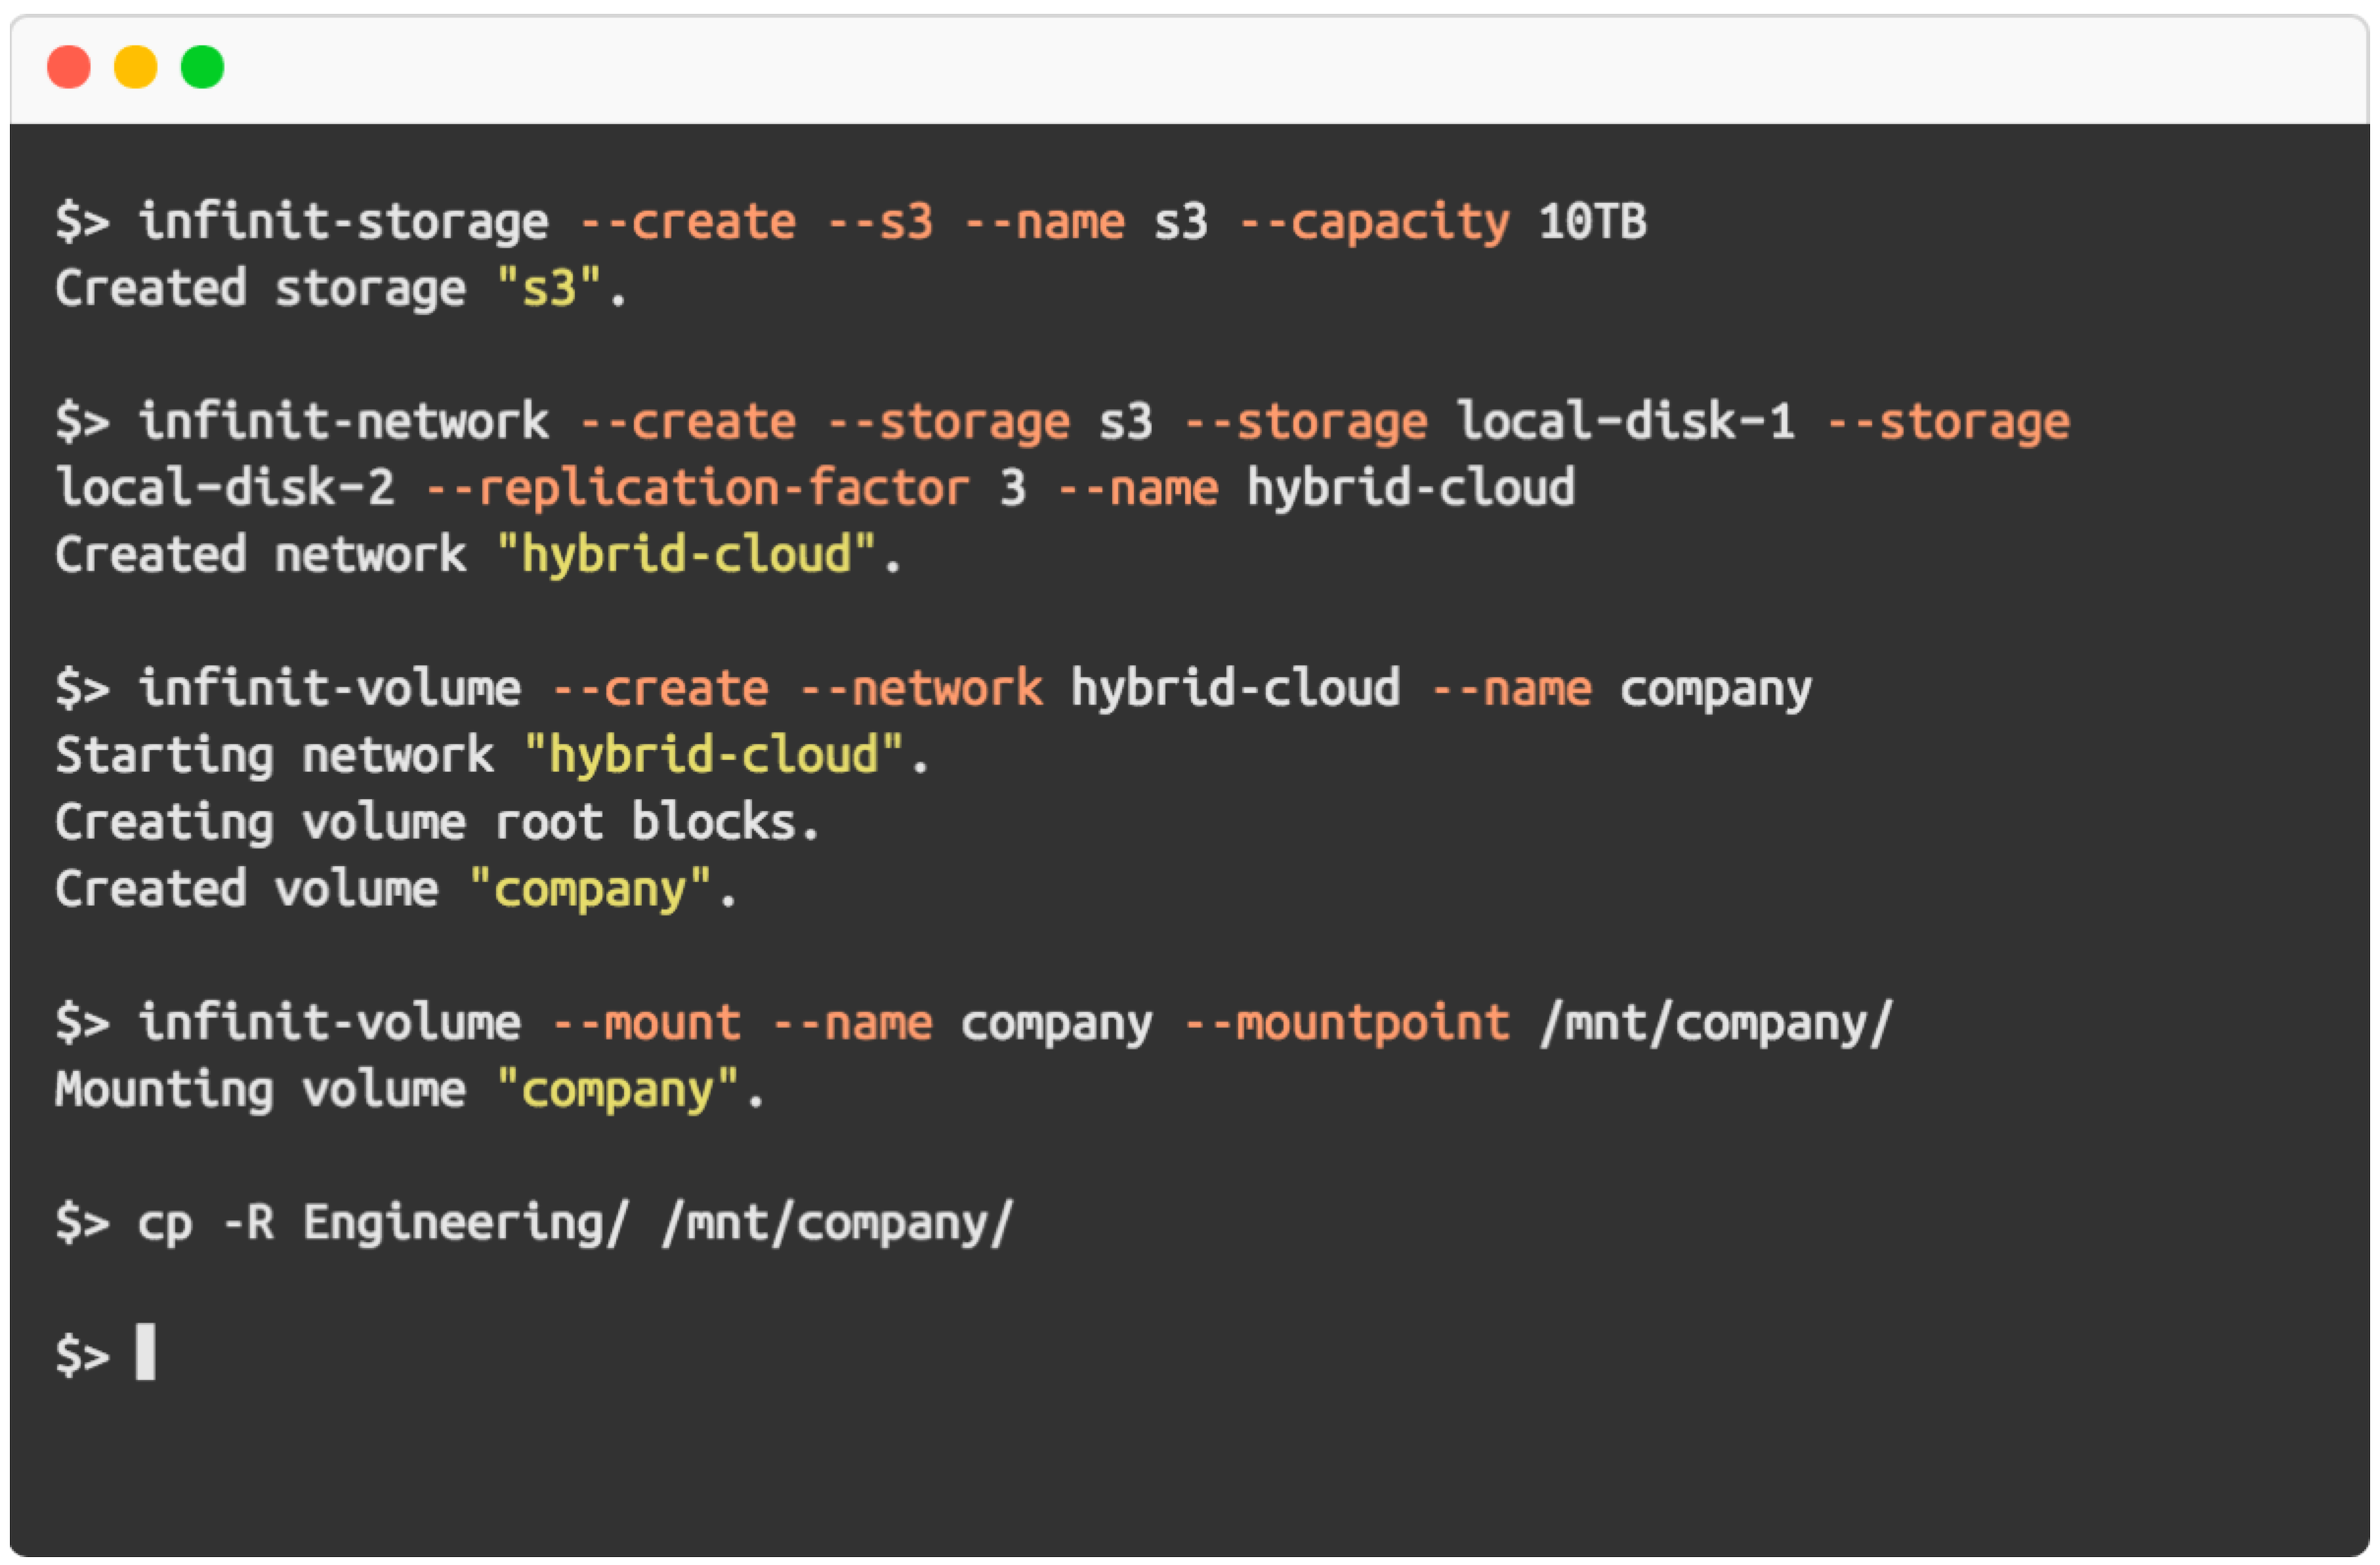 $> infinit-storage --create --s3 --name s3 --capacity 10TB
Created storage "s3".
$> infinit-network --create --storage s3 --storage local-disk-1 --storage
local-disk-2 --replication-factor 3 --name hybrid-cloud
Created network "hybrid-cloud".
$> infinit-volume --create --network hybrid-cloud --name company
Starting network "hybrid-cloud".
Creating volume root blocks.
Created volume "company".
$> infinit-volume --mount --name company --mountpoint /mnt/company/
Mounting volume "company".
$> cp -R Engineering/ /mnt/company/
$>